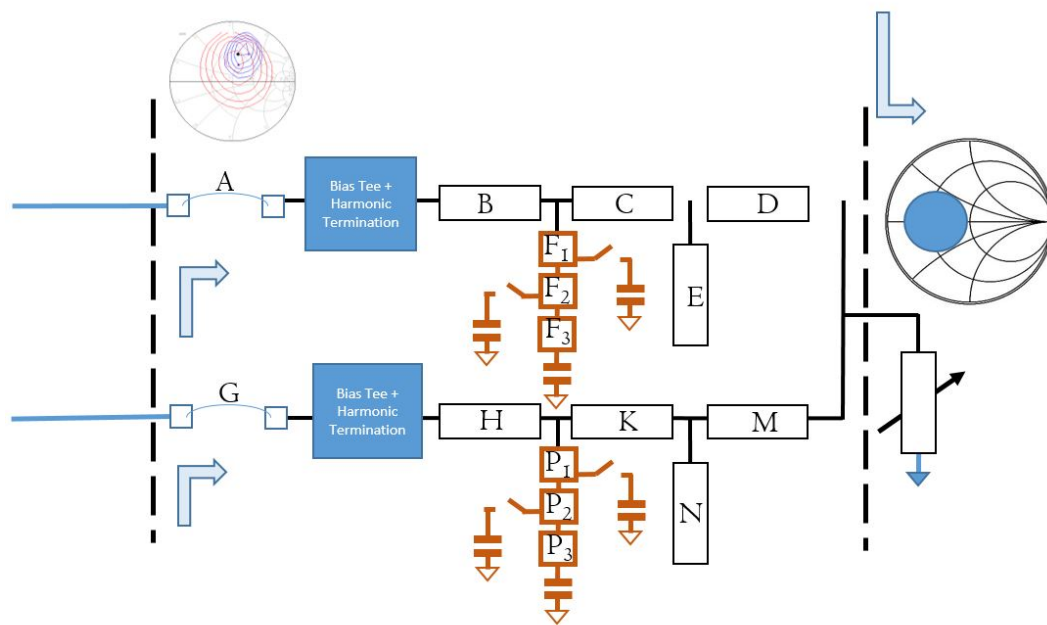 A
Bias Tee +
Harmonic
Termination
B
C
D
F1
F2
F3
E
G
Bias Tee +
Harmonic
Termination
H
K
M
P1
P2
P3
N